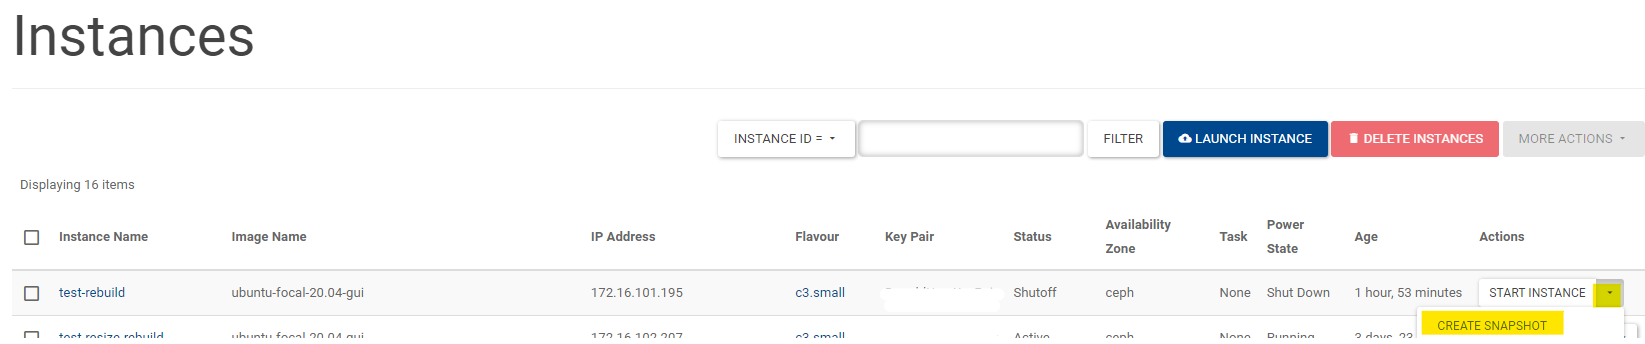 Instances
INSTANCE ID = FILTER LAUNCH INSTANCE DELETE INSTANCES MORE ACTIONS
Displaying 16 items
Instance Name Image Name IP Address Flavour Key Pair Status Availability Zone Task Power State Age Actions
test-rebuild ubuntu-focal-20.04-gui 172.16.101.195 c3.small Shutoff ceph None Shut Down 1 hour, 53 minutes START INSTANCE
CREATE SNAPSHOT
test-resize-rebuild ubuntu-focal-20.04-gui 172.16.102.207 c3.small Active ceph None Running 3 days, 23